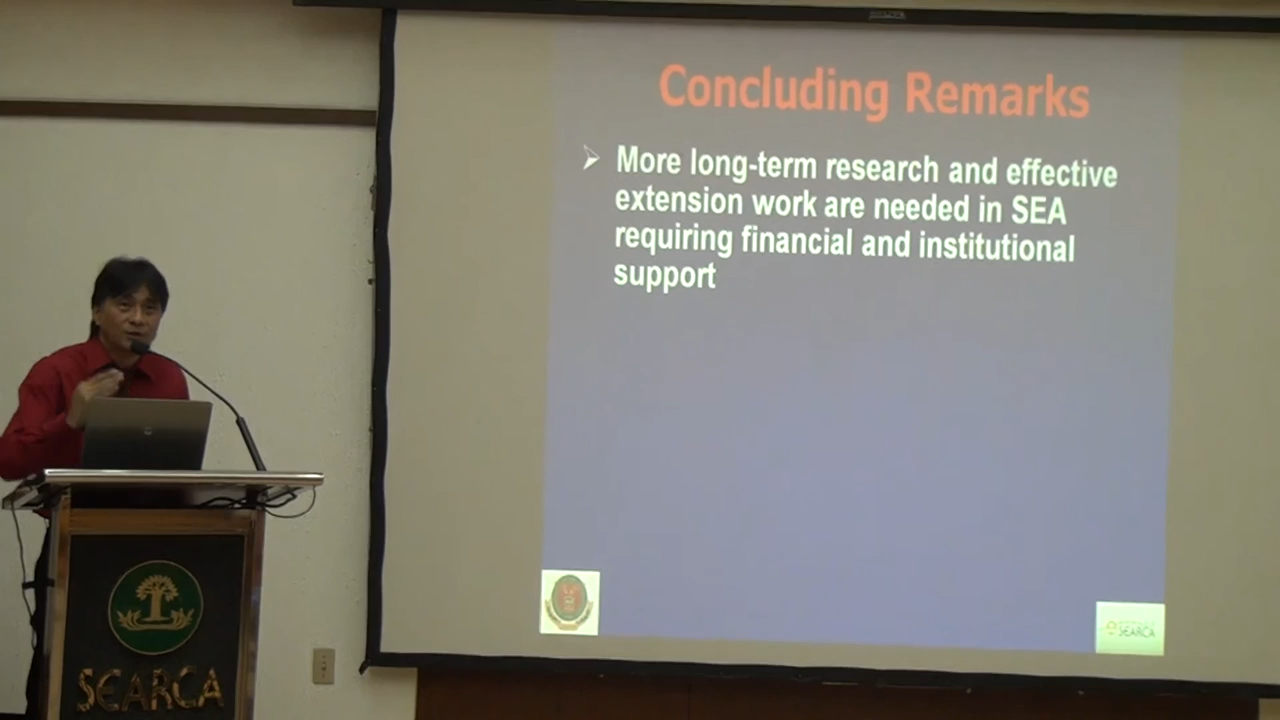 Concluding Remarks
More long-term research and effective
extension work are needed in SEA
requiring financial and institutional
support
SEARCA
SEARCA